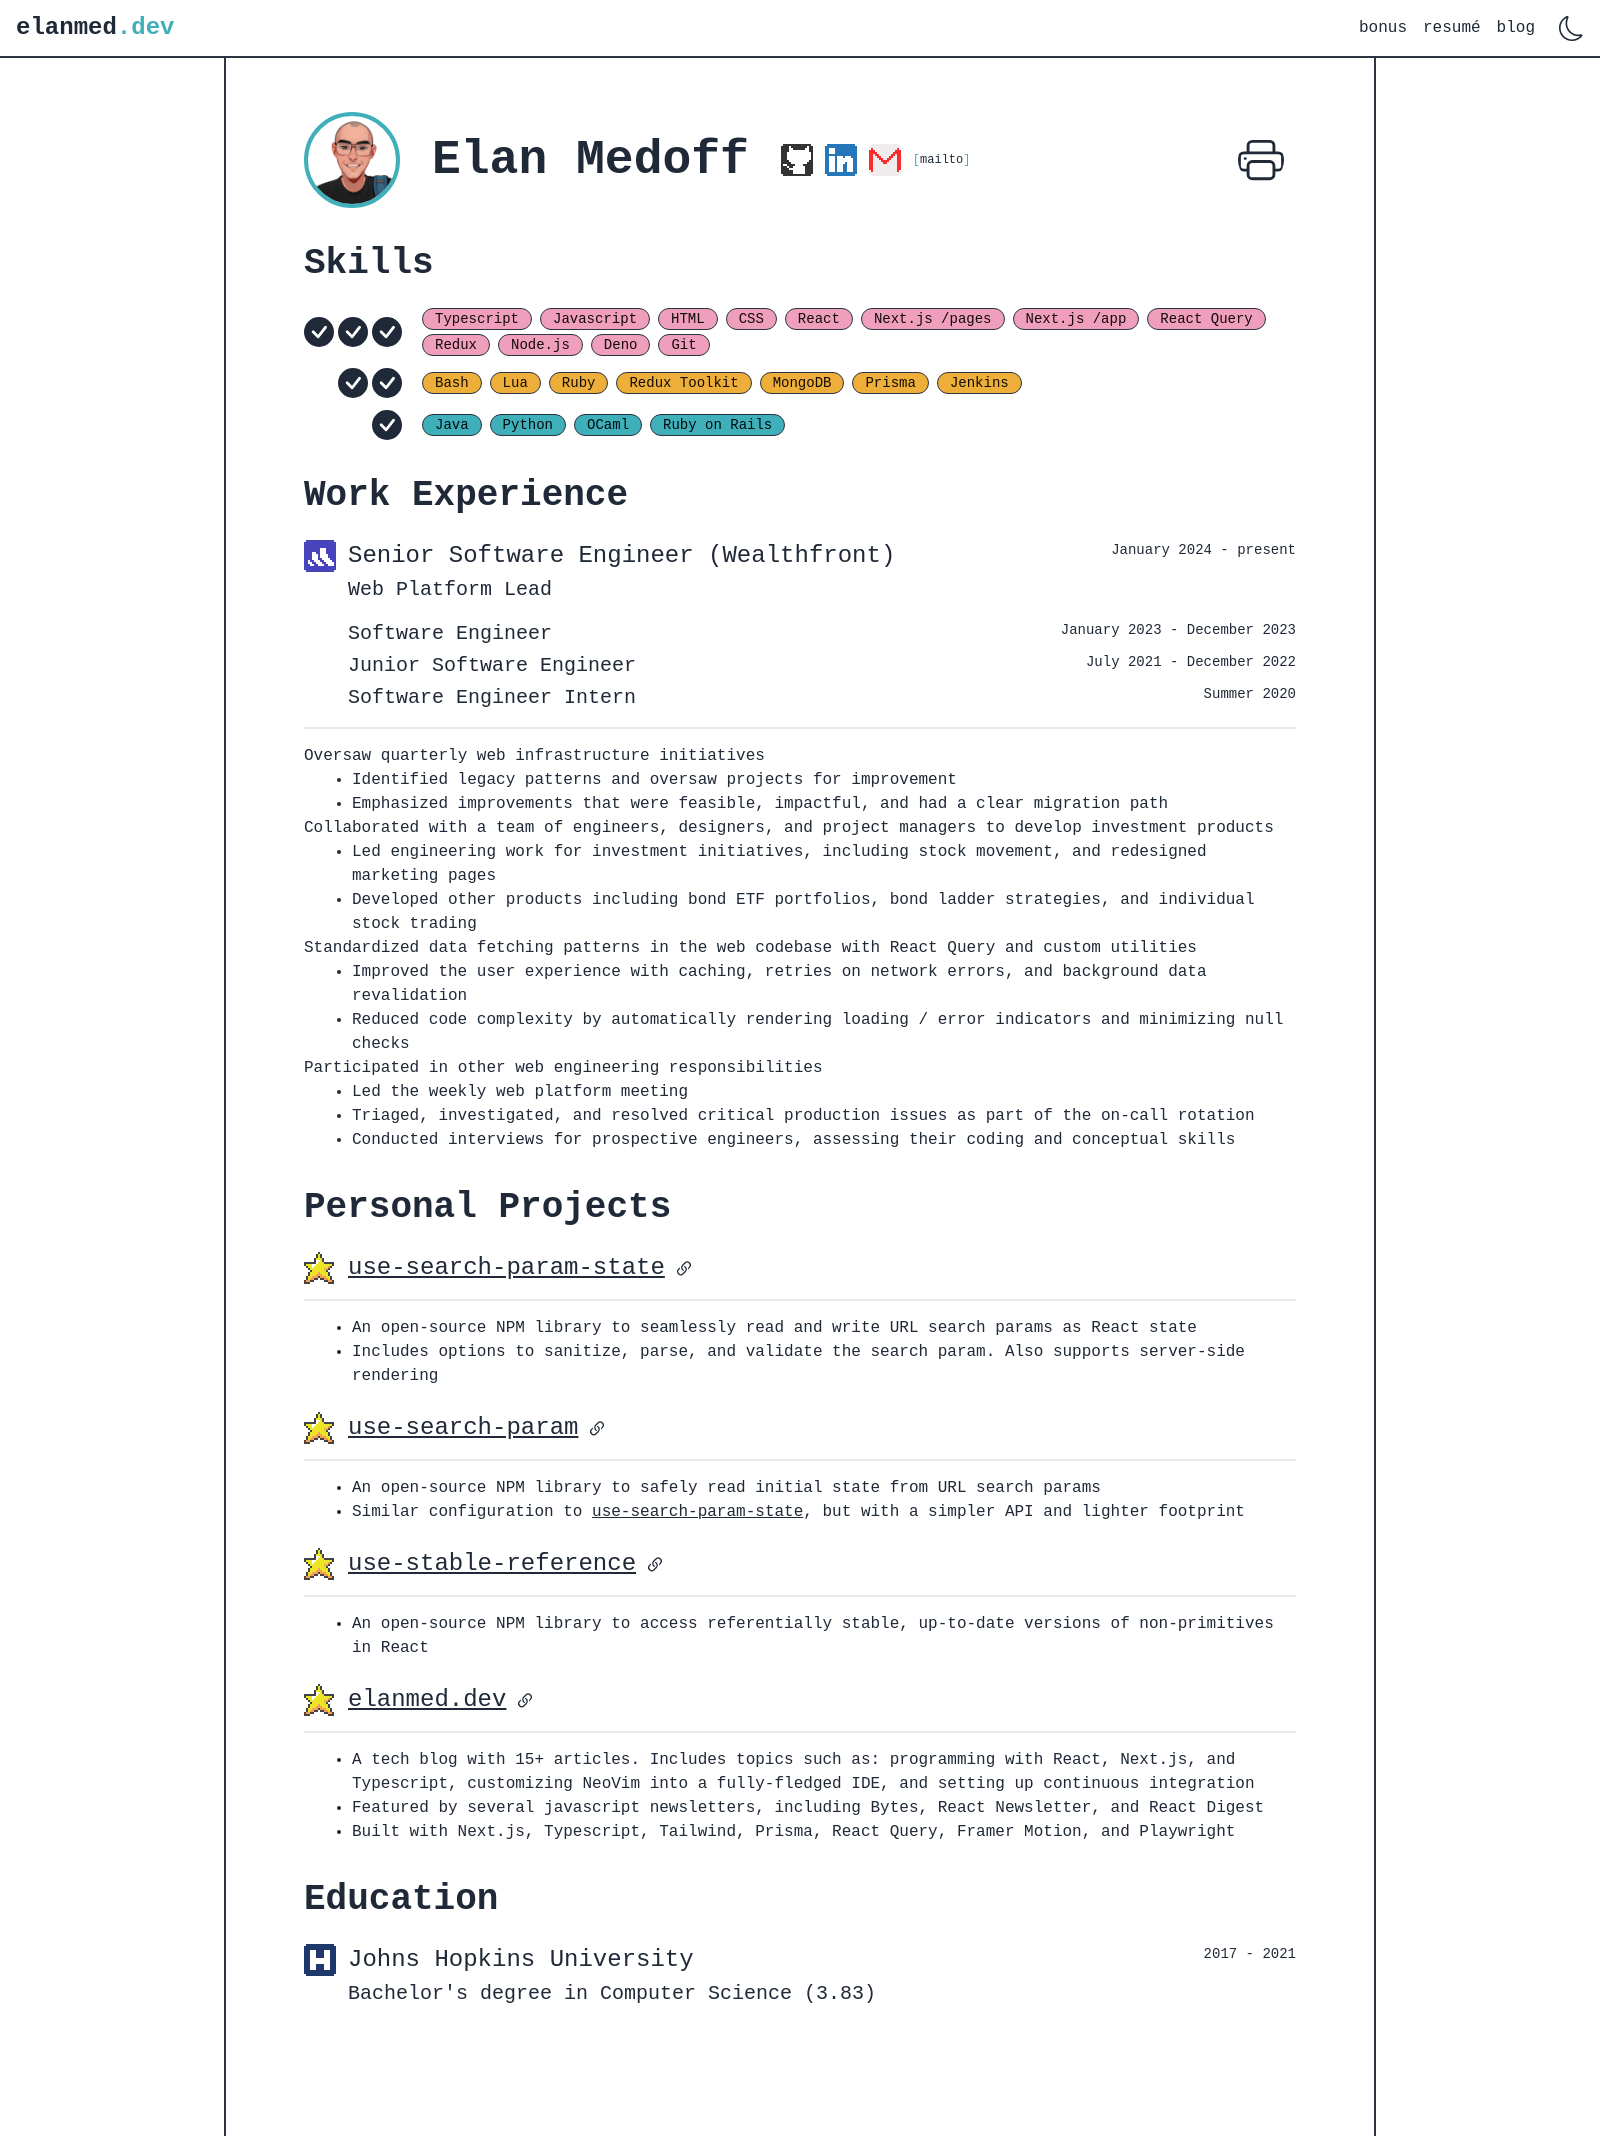 elanmed.dev
bonus resumé blog
Elan Medoff [mailto]
Skills
Typescript Javascript HTML CSS React Next.js /pages Next.js /app React Query
Redux Node.js Deno Git
Bash Lua Ruby Redux Toolkit MongoDB Prisma Jenkins
Java Python OCaml Ruby on Rails
Work Experience
Senior Software Engineer (Wealthfront) January 2024 - present
Web Platform Lead
Software Engineer January 2023 - December 2023
Junior Software Engineer July 2021 - December 2022
Software Engineer Intern Summer 2020
Oversaw quarterly web infrastructure initiatives
• Identified legacy patterns and oversaw projects for improvement
• Emphasized improvements that were feasible, impactful, and had a clear migration path
Collaborated with a team of engineers, designers, and project managers to develop investment products
• Led engineering work for investment initiatives, including stock movement, and redesigned
marketing pages
• Developed other products including bond ETF portfolios, bond ladder strategies, and individual
stock trading
Standardized data fetching patterns in the web codebase with React Query and custom utilities
• Improved the user experience with caching, retries on network errors, and background data
revalidation
• Reduced code complexity by automatically rendering loading / error indicators and minimizing null
checks
Participated in other web engineering responsibilities
• Led the weekly web platform meeting
• Triaged, investigated, and resolved critical production issues as part of the on-call rotation
• Conducted interviews for prospective engineers, assessing their coding and conceptual skills
Personal Projects
use-search-param-state
• An open-source NPM library to seamlessly read and write URL search params as React state
• Includes options to sanitize, parse, and validate the search param. Also supports server-side
rendering
use-search-param
• An open-source NPM library to safely read initial state from URL search params
• Similar configuration to use-search-param-state, but with a simpler API and lighter footprint
use-stable-reference
• An open-source NPM library to access referentially stable, up-to-date versions of non-primitives
in React
elanmed.dev
• A tech blog with 15+ articles. Includes topics such as: programming with React, Next.js, and
Typescript, customizing NeoVim into a fully-fledged IDE, and setting up continuous integration
• Featured by several javascript newsletters, including Bytes, React Newsletter, and React Digest
• Built with Next.js, Typescript, Tailwind, Prisma, React Query, Framer Motion, and Playwright
Education
Johns Hopkins University 2017 - 2021
Bachelor's degree in Computer Science (3.83)